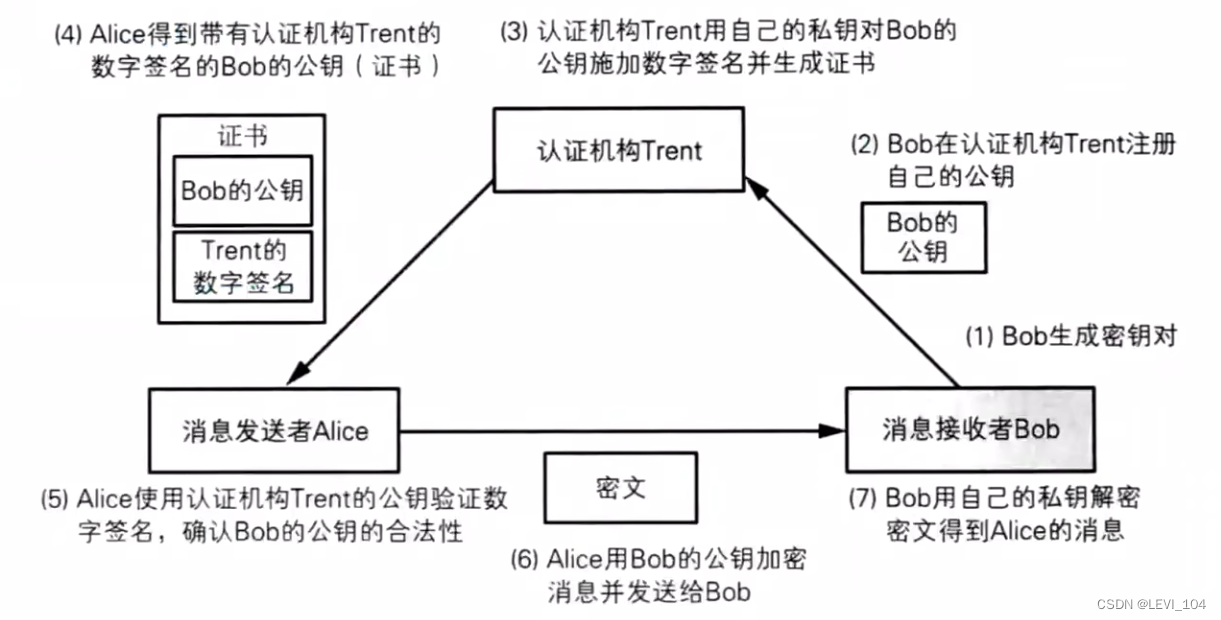 (4) Alice得到带有认证机构Trent的
数字签名的Bob的公钥（证书）
(3) 认证机构Trent用自己的私钥对Bob的
公钥施加数字签名并生成证书
证书
Bob的公钥
Trent的
数字签名
认证机构Trent
(2) Bob在认证机构Trent注册
自己的公钥
Bob的
公钥
(1) Bob生成密钥对
消息发送者Alice
消息接收者Bob
(5) Alice使用认证机构Trent的公钥验证数
字签名，确认Bob的公钥的合法性
密文
(6) Alice用Bob的公钥加密
消息并发送给Bob
(7) Bob用自己的私钥解密
密文得到Alice的消息
CSDN @LEVI_104